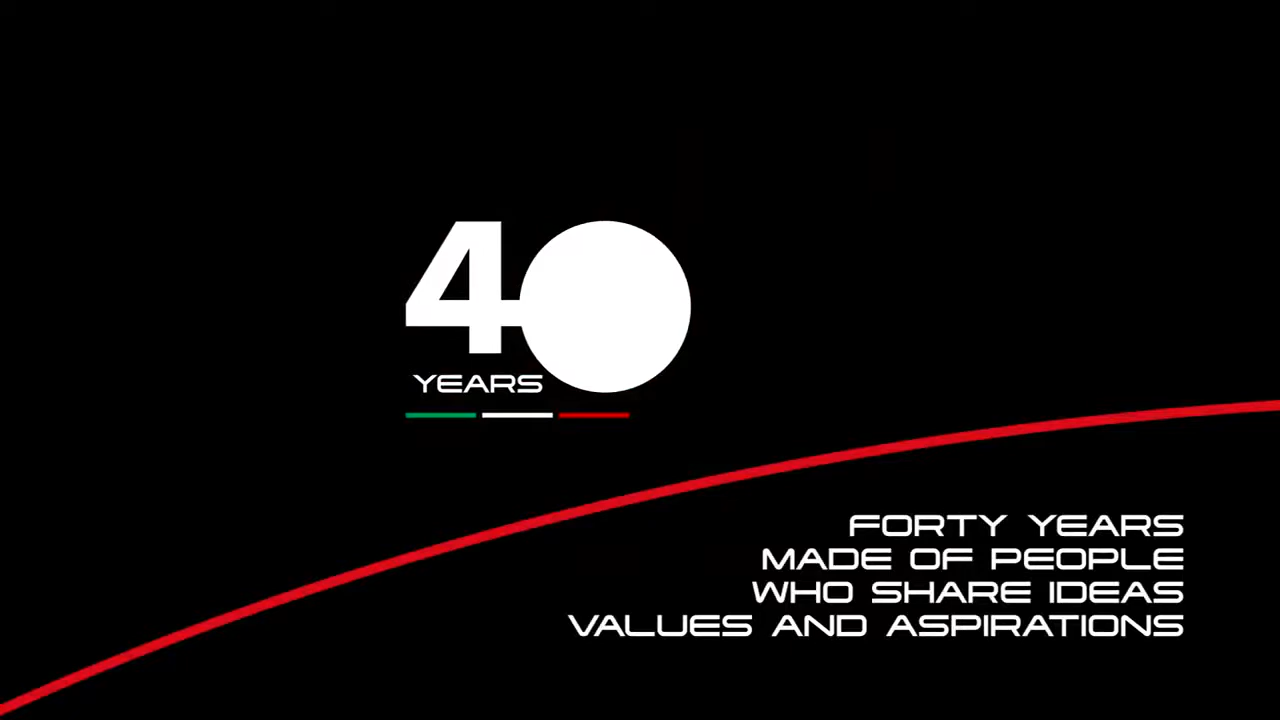 40
YEARS
FORTY YEARS
MADE OF PEOPLE
WHO SHARE IDEAS
VALUES AND ASPIRATIONS